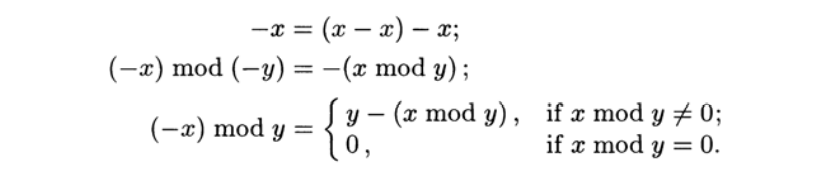 −x = (x − x) − x;
(−x) mod (−y) = −(x mod y);
(−x) mod y = { y − (x mod y), if x mod y ≠ 0;
0, if x mod y = 0.